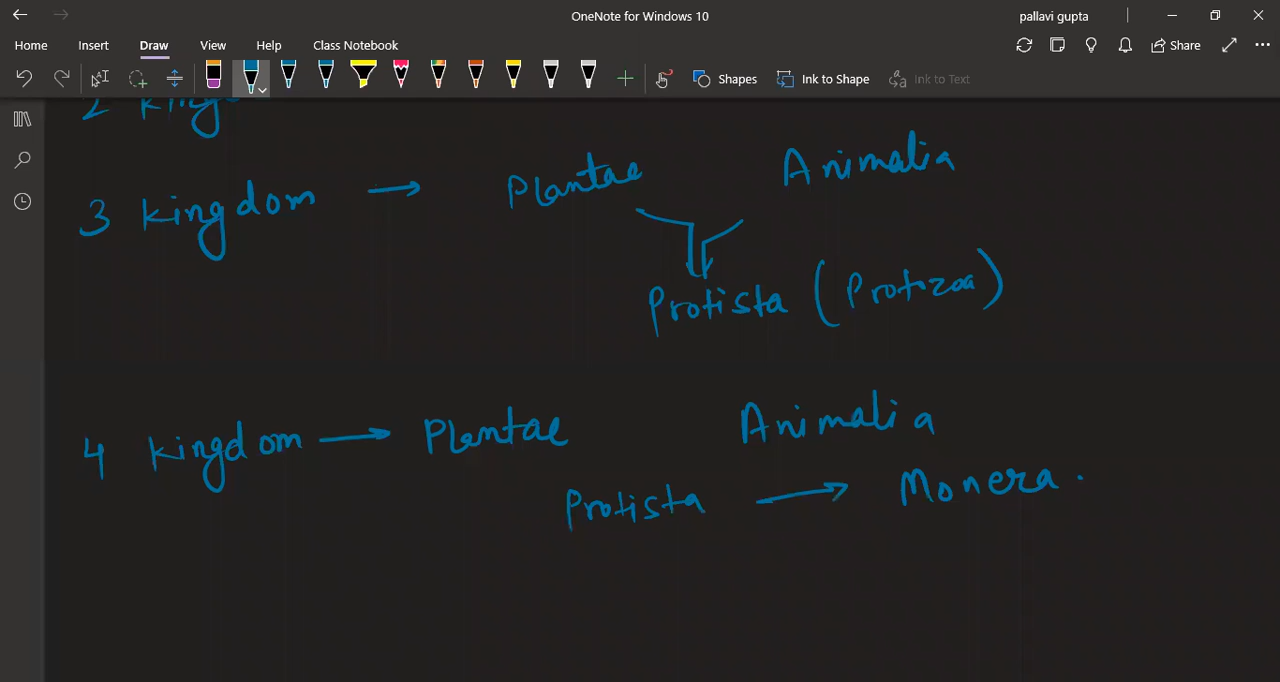 OneNote for Windows 10
pallavi gupta
Home Insert Draw View Help Class Notebook
Share
Shapes Ink to Shape Ink to Text
2
3 kingdom → Plantae Animalia
Protista (Protozoa)
4 kingdom → Plantae Animalia
Protista → Monera.